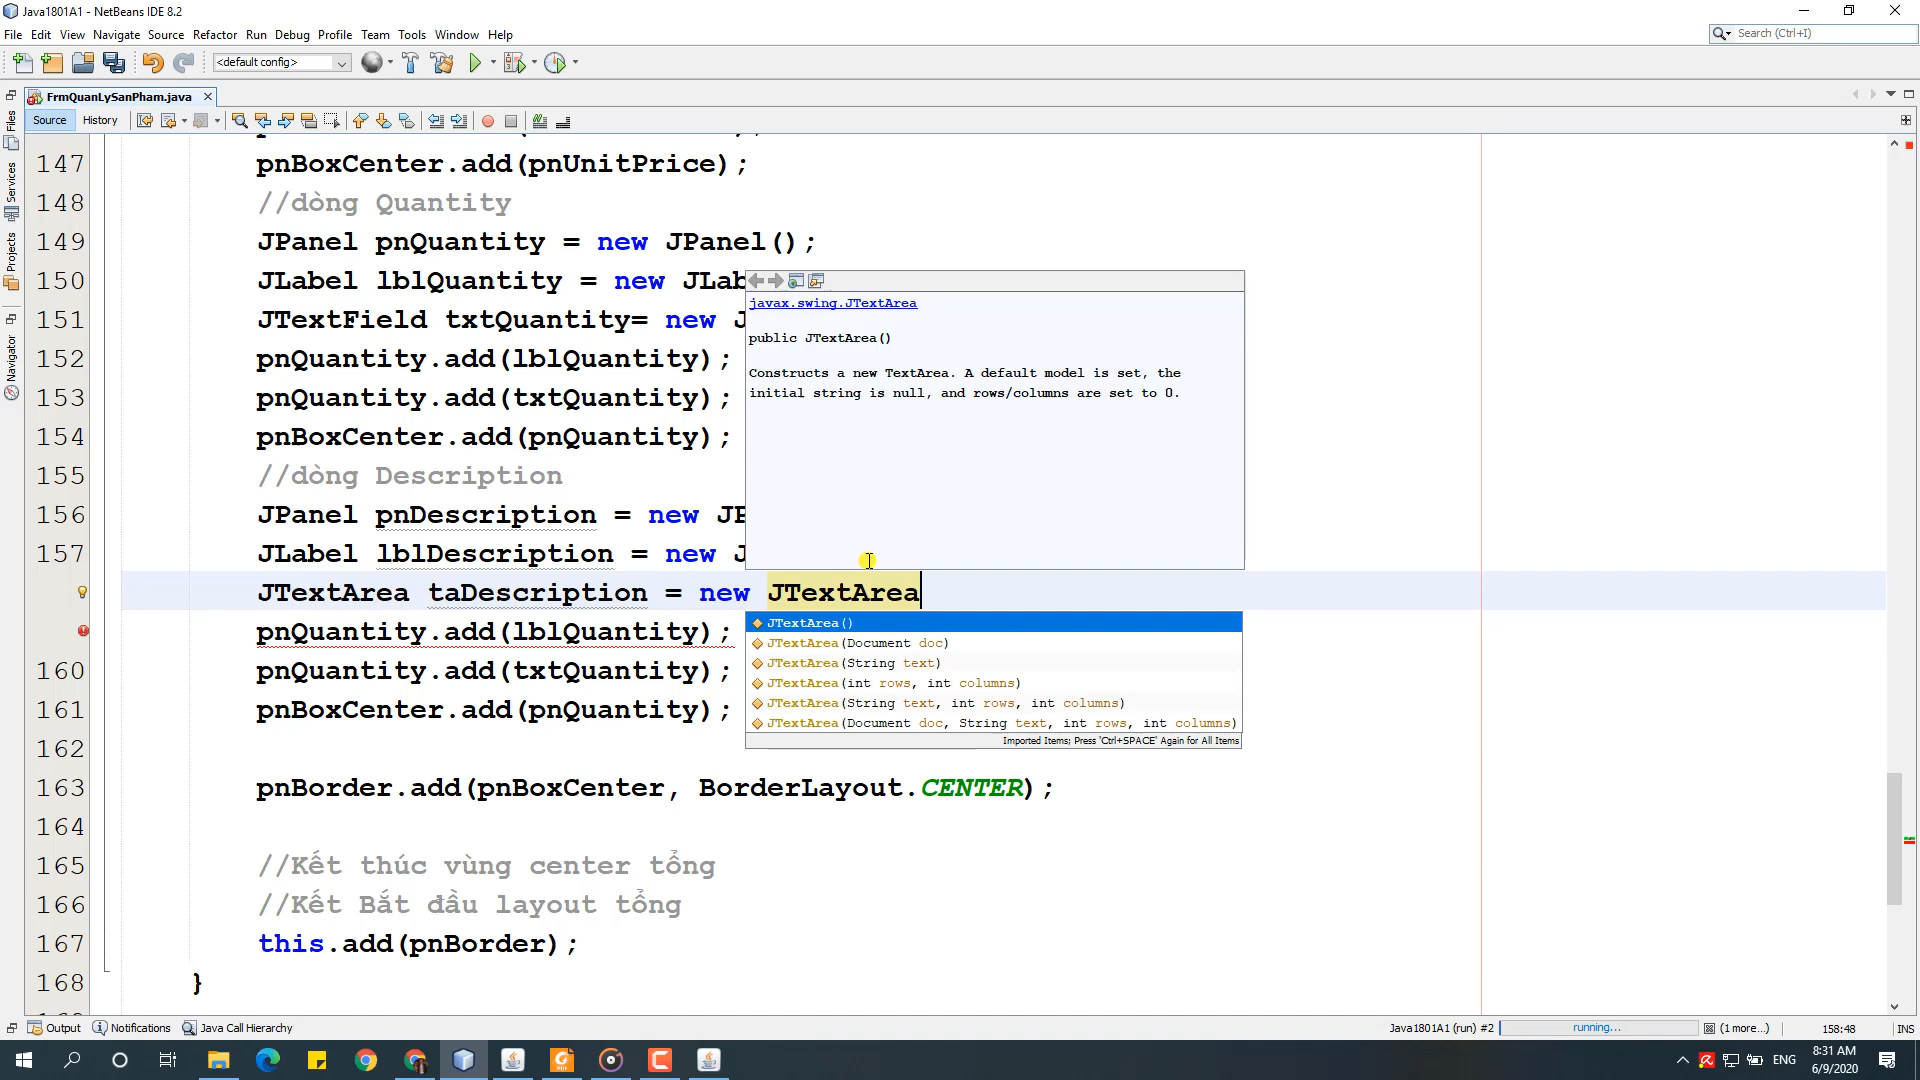 Java1801A1 - NetBeans IDE 8.2
File Edit View Navigate Source Refactor Run Debug Profile Team Tools Window Help
Search (Ctrl+I)
<default config>
FrmQuanLySanPham.java
Source History
Files
Services
Projects
Navigator
147 pnBoxCenter.add(pnUnitPrice);
148 //dòng Quantity
149 JPanel pnQuantity = new JPanel();
150 JLabel lblQuantity = new JLab
151 JTextField txtQuantity= new J
152 pnQuantity.add(lblQuantity);
153 pnQuantity.add(txtQuantity);
154 pnBoxCenter.add(pnQuantity);
155 //dòng Description
156 JPanel pnDescription = new JP
157 JLabel lblDescription = new J
JTextArea taDescription = new JTextArea
pnQuantity.add(lblQuantity);
160 pnQuantity.add(txtQuantity);
161 pnBoxCenter.add(pnQuantity);
162
163 pnBorder.add(pnBoxCenter, BorderLayout.CENTER);
164
165 //Kết thúc vùng center tổng
166 //Kết Bắt đầu layout tổng
167 this.add(pnBorder);
168 }
javax.swing.JTextArea
public JTextArea()
Constructs a new TextArea. A default model is set, the
initial string is null, and rows/columns are set to 0.
JTextArea()
JTextArea(Document doc)
JTextArea(String text)
JTextArea(int rows, int columns)
JTextArea(String text, int rows, int columns)
JTextArea(Document doc, String text, int rows, int columns)
Imported Items; Press 'Ctrl+SPACE' Again for All Items
Output Notifications Java Call Hierarchy
Java1801A1 (run) #2 running... (1 more...) 158:48 INS
ENG
8:31 AM
6/9/2020